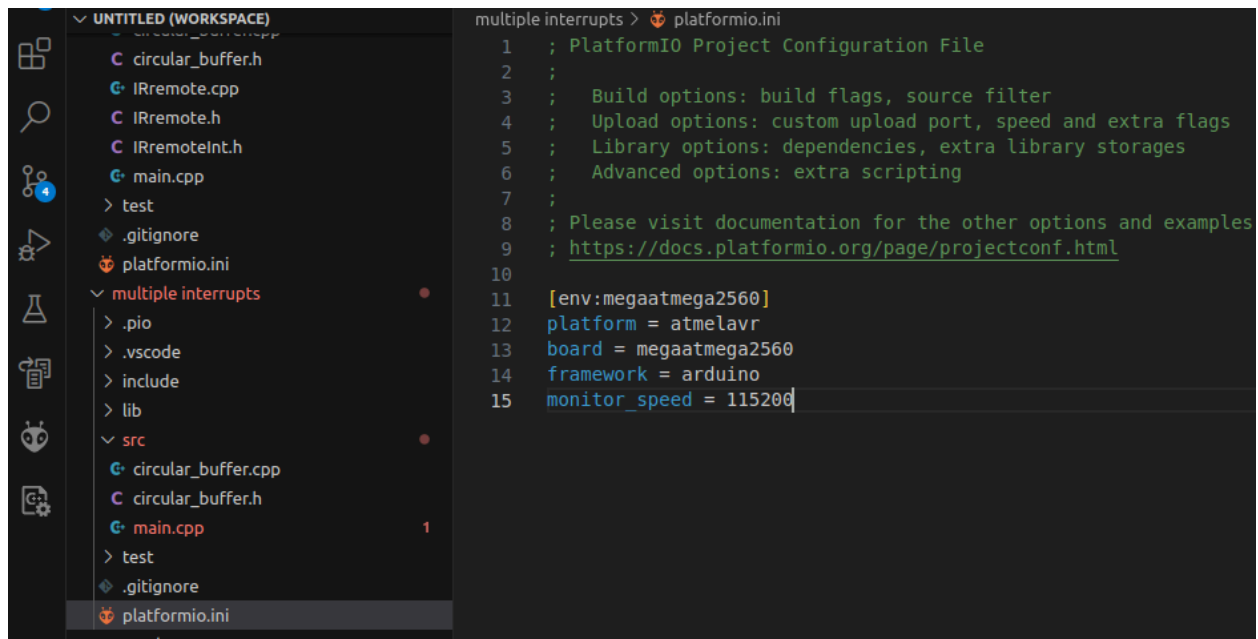 UNTITLED (WORKSPACE)
circular_buffer.cpp
C circular_buffer.h
IRremote.cpp
C IRremote.h
C IRremoteInt.h
main.cpp
> test
.gitignore
platformio.ini
multiple interrupts
> .pio
> .vscode
> include
> lib
src
circular_buffer.cpp
C circular_buffer.h
main.cpp 1
> test
.gitignore
platformio.ini
4
multiple interrupts > platformio.ini
1 ; PlatformIO Project Configuration File
2 ;
3 ;   Build options: build flags, source filter
4 ;   Upload options: custom upload port, speed and extra flags
5 ;   Library options: dependencies, extra library storages
6 ;   Advanced options: extra scripting
7 ;
8 ; Please visit documentation for the other options and examples
9 ; https://docs.platformio.org/page/projectconf.html
10
11 [env:megaatmega2560]
12 platform = atmelavr
13 board = megaatmega2560
14 framework = arduino
15 monitor_speed = 115200